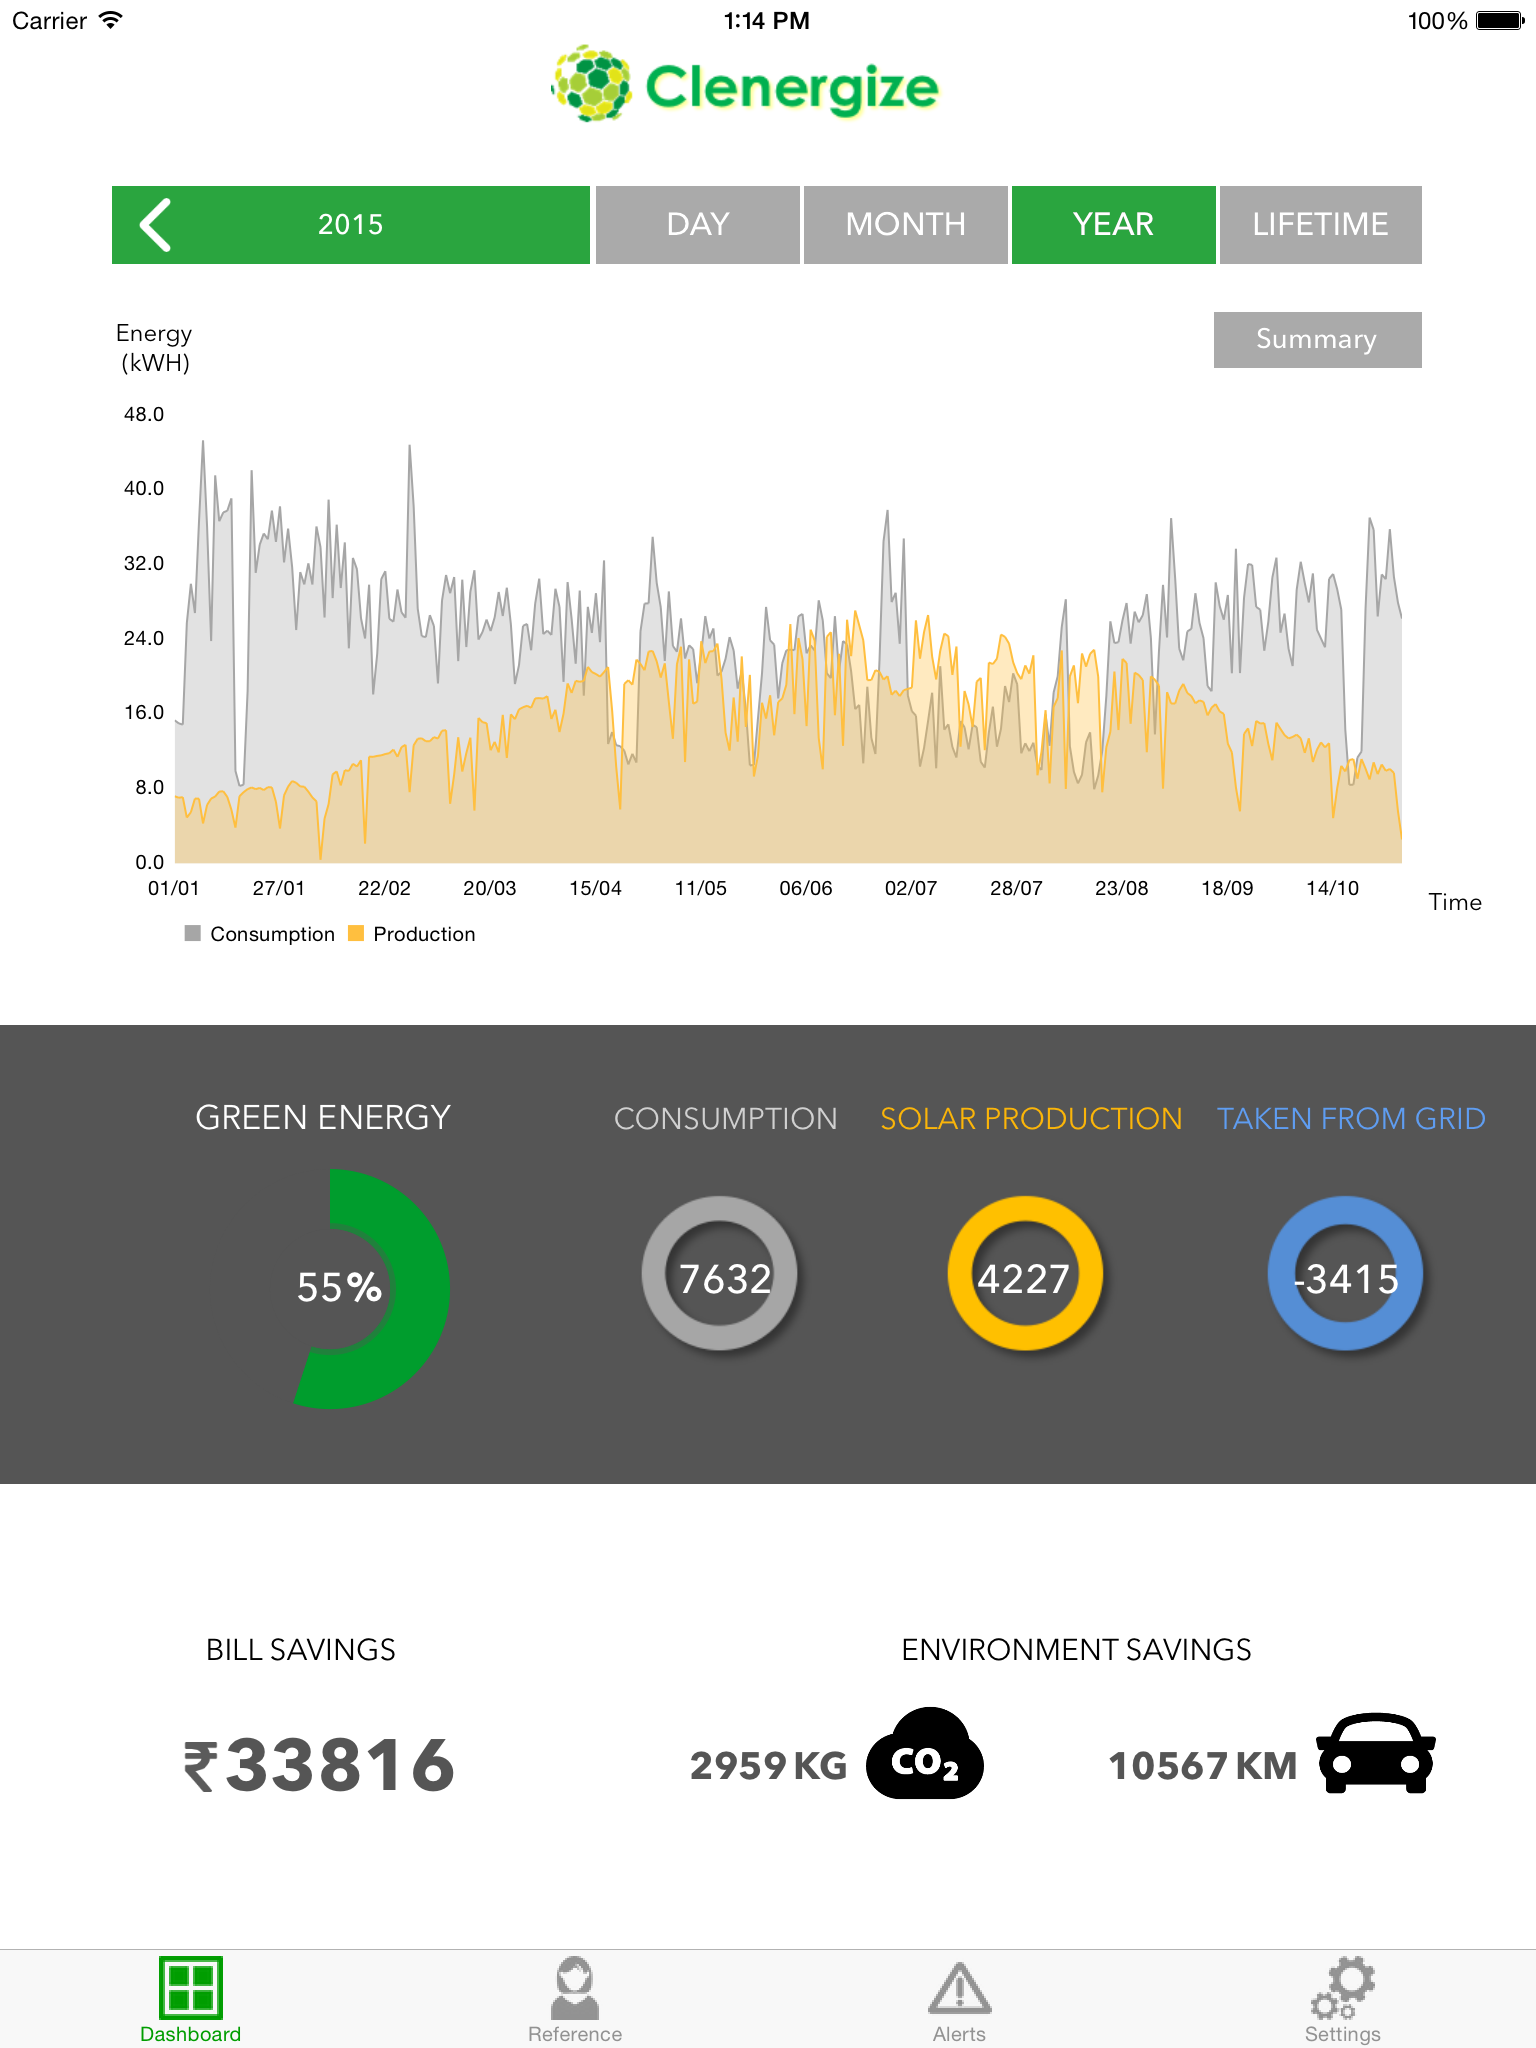 Carrier 1:14 PM 100%
Clenergize
2015 DAY MONTH YEAR LIFETIME
Energy
(kWH)
Summary
48.0
40.0
32.0
24.0
16.0
8.0
0.0
01/01 27/01 22/02 20/03 15/04 11/05 06/06 02/07 28/07 23/08 18/09 14/10
Time
Consumption Production
GREEN ENERGY CONSUMPTION SOLAR PRODUCTION TAKEN FROM GRID
55% 7632 4227 -3415
BILL SAVINGS ENVIRONMENT SAVINGS
₹33816 2959 KG CO2 10567 KM
Dashboard Reference Alerts Settings